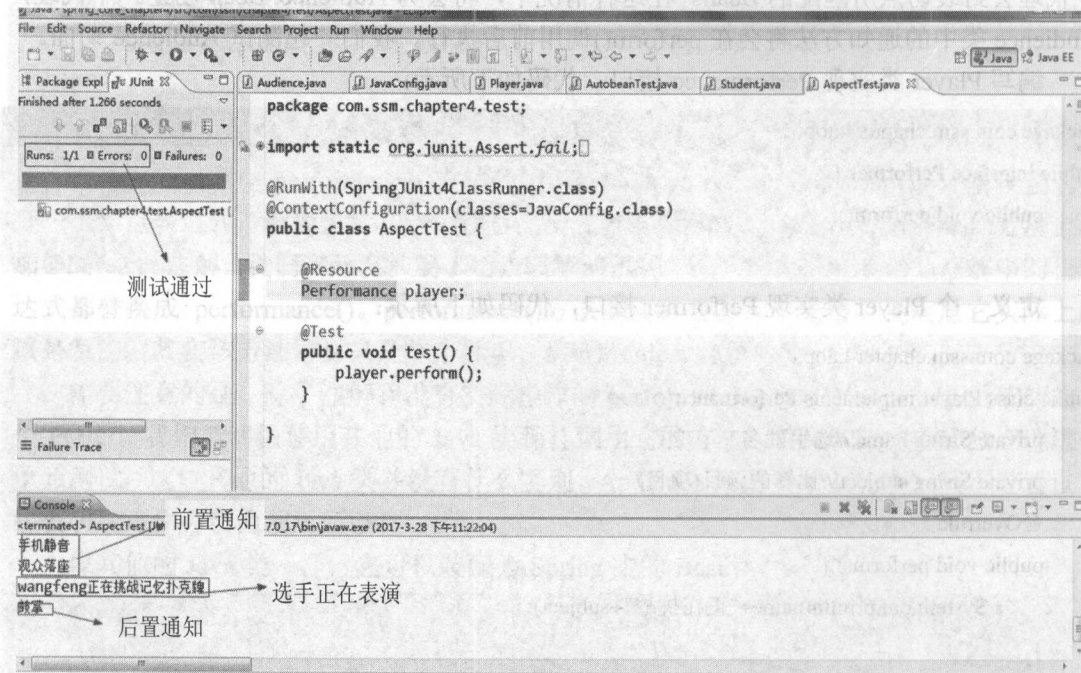 File Edit Source Refactor Navigate Search Project Run Window Help
Java
Java EE
Package Expl
JUnit
Audience.java
JavaConfig.java
Player.java
AutobeanTest.java
Student.java
AspectTest.java
Finished after 1.266 seconds
Runs: 1/1 Errors: 0 Failures: 0
com.ssm.chapter4.test.AspectTest [
测试通过
package com.ssm.chapter4.test;
import static org.junit.Assert.fail;
@RunWith(SpringJUnit4ClassRunner.class)
@ContextConfiguration(classes=JavaConfig.class)
public class AspectTest {
@Resource
Performance player;
@Test
public void test() {
player.perform();
}
}
Failure Trace
Console
<terminated> AspectTest [JU
7.0_17\bin\javaw.exe (2017-3-28 下午11:22:04)
前置通知
手机静音
观众落座
wangfeng正在挑战记忆扑克牌
选手正在表演
鼓掌
后置通知